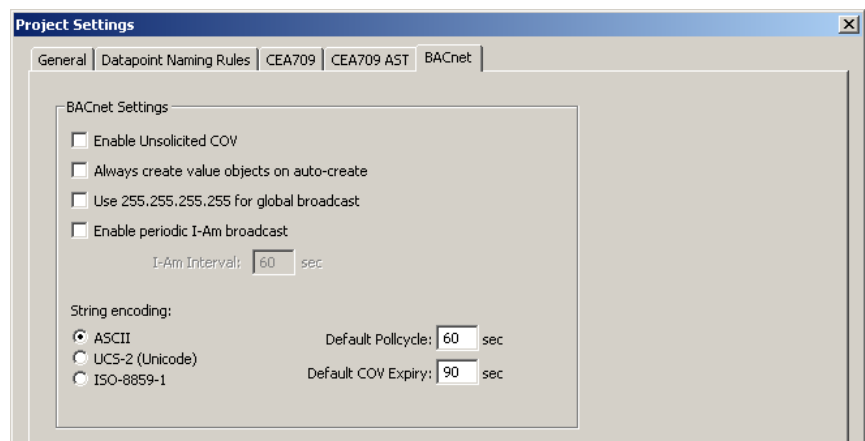 Project Settings
General
Datapoint Naming Rules
CEA709
CEA709 AST
BACnet
BACnet Settings
Enable Unsolicited COV
Always create value objects on auto-create
Use 255.255.255.255 for global broadcast
Enable periodic I-Am broadcast
I-Am Interval: 60 sec
String encoding:
ASCII
UCS-2 (Unicode)
ISO-8859-1
Default Pollcycle: 60 sec
Default COV Expiry: 90 sec